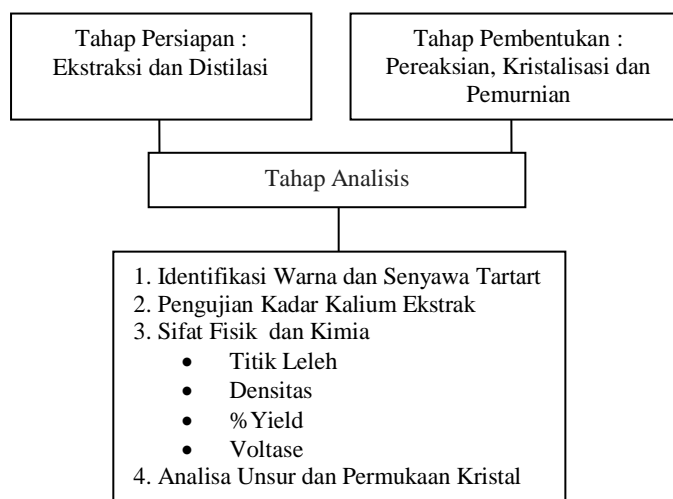 Tahap Persiapan :
Ekstraksi dan Distilasi
Tahap Pembentukan :
Pereaksian, Kristalisasi dan
Pemurnian
Tahap Analisis
1. Identifikasi Warna dan Senyawa Tartart
2. Pengujian Kadar Kalium Ekstrak
3. Sifat Fisik dan Kimia
• Titik Leleh
• Densitas
• %Yield
• Voltase
4. Analisa Unsur dan Permukaan Kristal